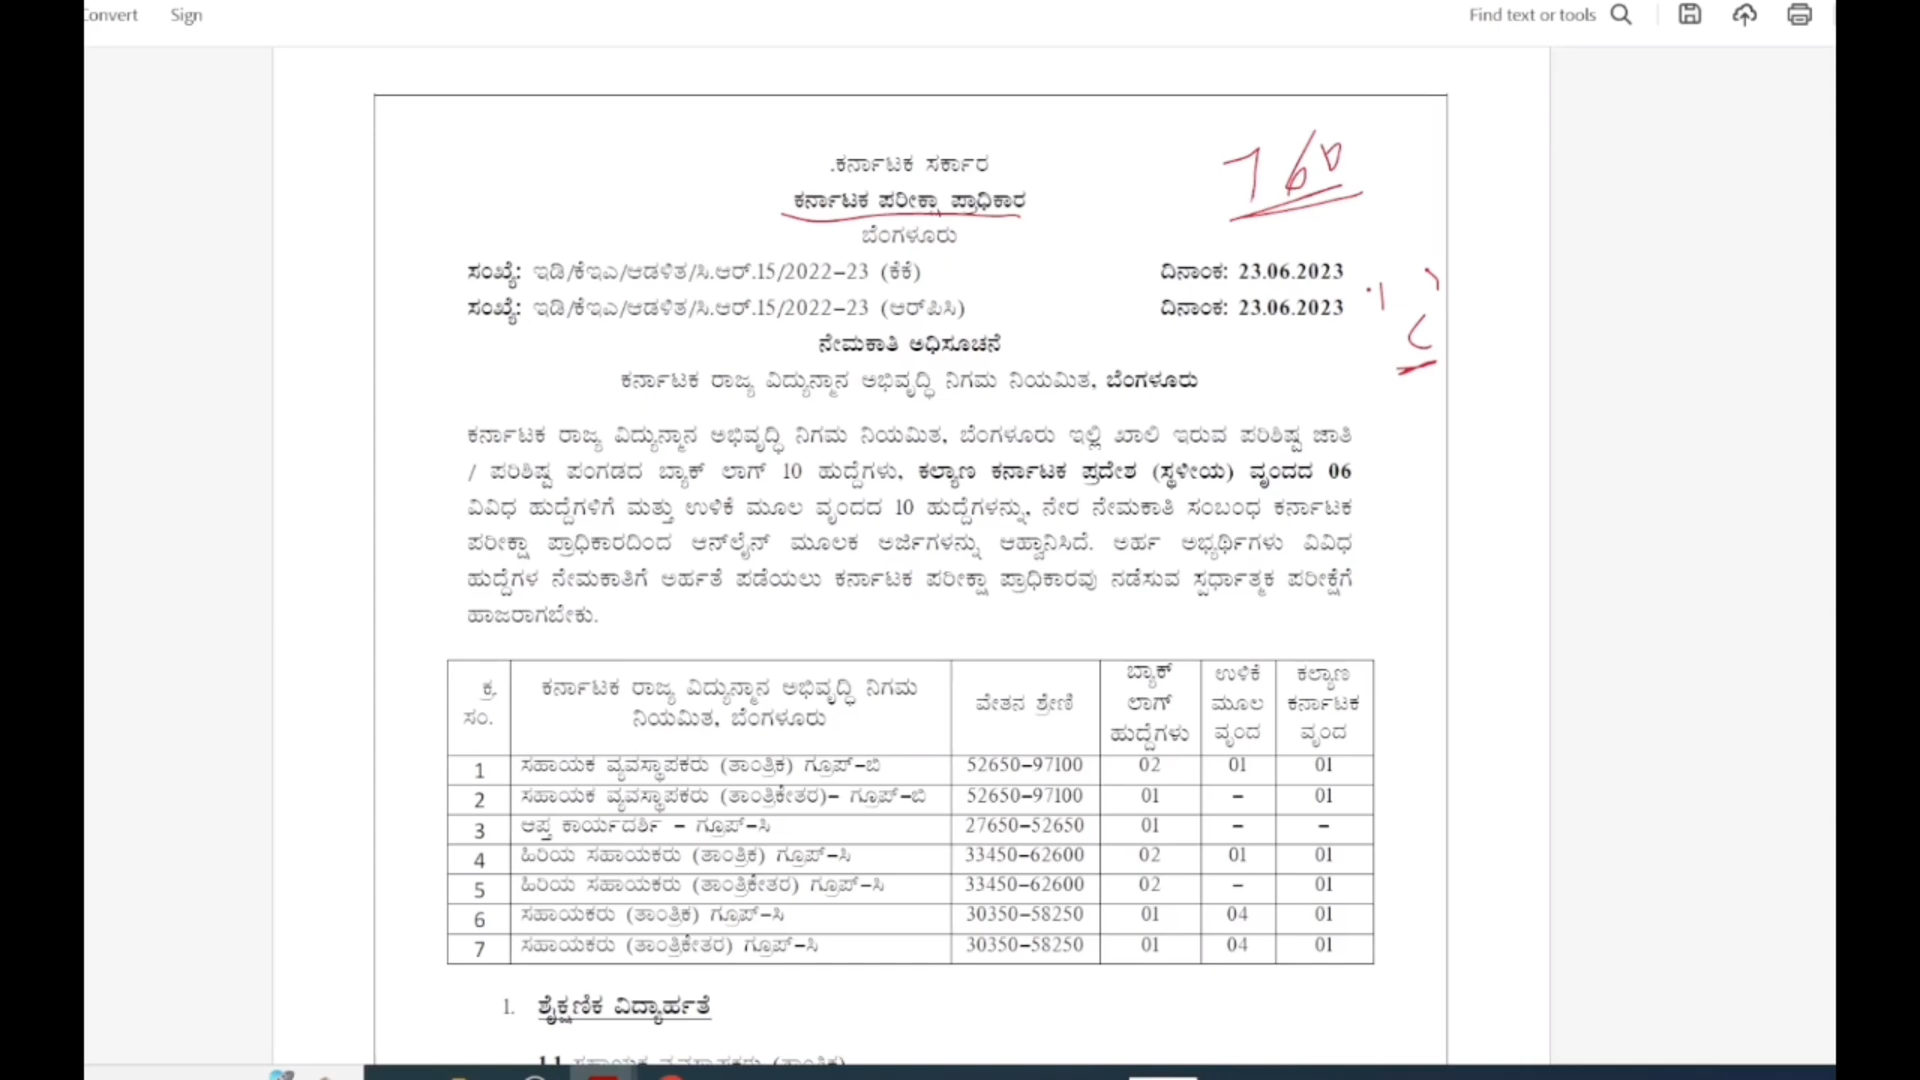 Convert
Sign
Find text or tools
760
.ಕರ್ನಾಟಕ ಸರ್ಕಾರ
ಕರ್ನಾಟಕ ಪರೀಕ್ಷಾ ಪ್ರಾಧಿಕಾರ
ಬೆಂಗಳೂರು
ಸಂಖ್ಯೆ: ಇಡಿ/ಕೆಇಎ/ಆಡಳಿತ/ಸಿ.ಆರ್.15/2022-23 (ಕೆಕೆ) ದಿನಾಂಕ: 23.06.2023
ಸಂಖ್ಯೆ: ಇಡಿ/ಕೆಇಎ/ಆಡಳಿತ/ಸಿ.ಆರ್.15/2022-23 (ಆರ್‌ಪಿಸಿ) ದಿನಾಂಕ: 23.06.2023
ನೇಮಕಾತಿ ಅಧಿಸೂಚನೆ
ಕರ್ನಾಟಕ ರಾಜ್ಯ ವಿದ್ಯುನ್ಮಾನ ಅಭಿವೃದ್ಧಿ ನಿಗಮ ನಿಯಮಿತ, ಬೆಂಗಳೂರು
ಕರ್ನಾಟಕ ರಾಜ್ಯ ವಿದ್ಯುನ್ಮಾನ ಅಭಿವೃದ್ಧಿ ನಿಗಮ ನಿಯಮಿತ, ಬೆಂಗಳೂರು ಇಲ್ಲಿ ಖಾಲಿ ಇರುವ ಪರಿಶಿಷ್ಟ ಜಾತಿ
/ ಪರಿಶಿಷ್ಟ ಪಂಗಡದ ಬ್ಯಾಕ್ ಲಾಗ್ 10 ಹುದ್ದೆಗಳು, ಕಲ್ಯಾಣ ಕರ್ನಾಟಕ ಪ್ರದೇಶ (ಸ್ಥಳೀಯ) ವೃಂದದ 06
ವಿವಿಧ ಹುದ್ದೆಗಳಿಗೆ ಮತ್ತು ಉಳಿಕೆ ಮೂಲ ವೃಂದದ 10 ಹುದ್ದೆಗಳನ್ನು, ನೇರ ನೇಮಕಾತಿ ಸಂಬಂಧ ಕರ್ನಾಟಕ
ಪರೀಕ್ಷಾ ಪ್ರಾಧಿಕಾರದಿಂದ ಆನ್‌ಲೈನ್ ಮೂಲಕ ಅರ್ಜಿಗಳನ್ನು ಆಹ್ವಾನಿಸಿದೆ. ಅರ್ಹ ಅಭ್ಯರ್ಥಿಗಳು ವಿವಿಧ
ಹುದ್ದೆಗಳ ನೇಮಕಾತಿಗೆ ಅರ್ಹತೆ ಪಡೆಯಲು ಕರ್ನಾಟಕ ಪರೀಕ್ಷಾ ಪ್ರಾಧಿಕಾರವು ನಡೆಸುವ ಸ್ಪರ್ಧಾತ್ಮಕ ಪರೀಕ್ಷೆಗೆ
ಹಾಜರಾಗಬೇಕು.
ಕ್ರ. ಸಂ. ಕರ್ನಾಟಕ ರಾಜ್ಯ ವಿದ್ಯುನ್ಮಾನ ಅಭಿವೃದ್ಧಿ ನಿಗಮ ನಿಯಮಿತ, ಬೆಂಗಳೂರು ವೇತನ ಶ್ರೇಣಿ ಬ್ಯಾಕ್ ಲಾಗ್ ಹುದ್ದೆಗಳು ಉಳಿಕೆ ಮೂಲ ವೃಂದ ಕಲ್ಯಾಣ ಕರ್ನಾಟಕ ವೃಂದ
1 ಸಹಾಯಕ ವ್ಯವಸ್ಥಾಪಕರು (ತಾಂತ್ರಿಕ) ಗ್ರೂಪ್-ಬಿ 52650-97100 02 01 01
2 ಸಹಾಯಕ ವ್ಯವಸ್ಥಾಪಕರು (ತಾಂತ್ರಿಕೇತರ)- ಗ್ರೂಪ್-ಬಿ 52650-97100 01 - 01
3 ಆಪ್ತ ಕಾರ್ಯದರ್ಶಿ - ಗ್ರೂಪ್-ಸಿ 27650-52650 01 - -
4 ಹಿರಿಯ ಸಹಾಯಕರು (ತಾಂತ್ರಿಕ) ಗ್ರೂಪ್-ಸಿ 33450-62600 02 01 01
5 ಹಿರಿಯ ಸಹಾಯಕರು (ತಾಂತ್ರಿಕೇತರ) ಗ್ರೂಪ್-ಸಿ 33450-62600 02 - 01
6 ಸಹಾಯಕರು (ತಾಂತ್ರಿಕ) ಗ್ರೂಪ್-ಸಿ 30350-58250 01 04 01
7 ಸಹಾಯಕರು (ತಾಂತ್ರಿಕೇತರ) ಗ್ರೂಪ್-ಸಿ 30350-58250 01 04 01
1. ಶೈಕ್ಷಣಿಕ ವಿದ್ಯಾರ್ಹತೆ
1.1 ಸಹಾಯಕ ವ್ಯವಸ್ಥಾಪಕರು (ತಾಂತ್ರಿಕ)